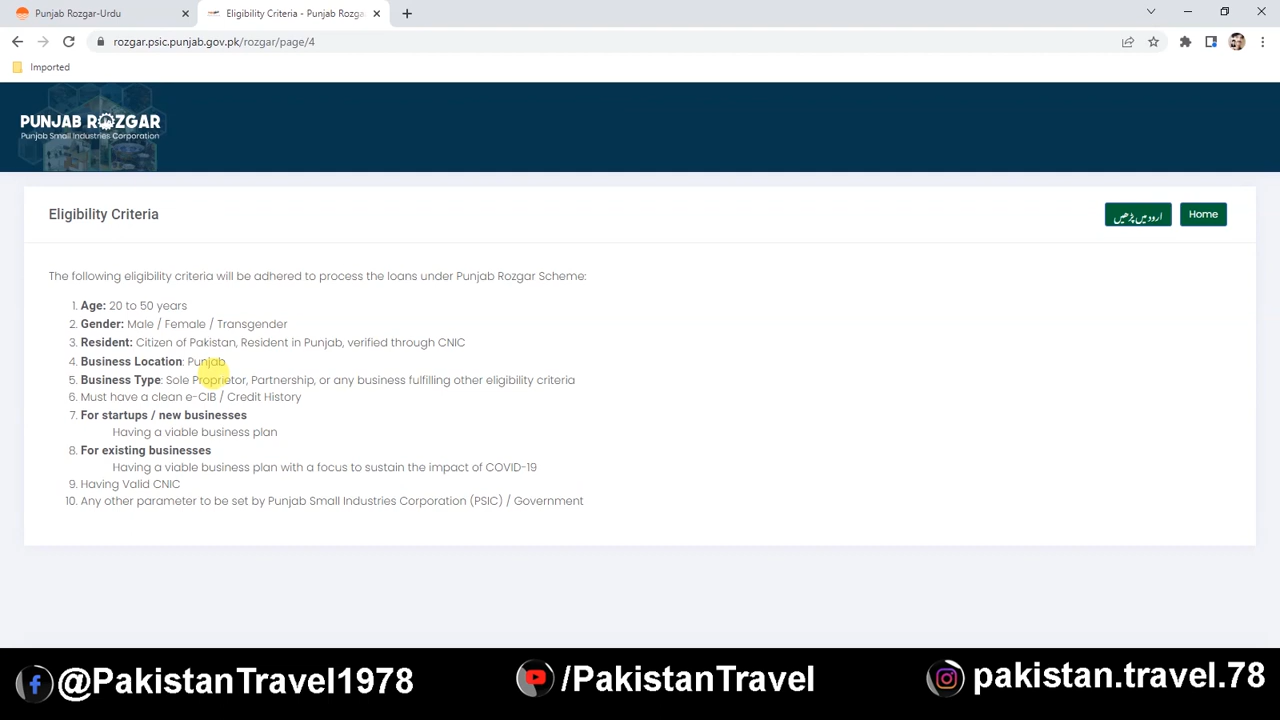 Punjab Rozgar-Urdu
Eligibility Criteria - Punjab Rozga
rozgar.psic.punjab.gov.pk/rozgar/page/4
Imported
PUNJAB ROZGAR
Punjab Small Industries Corporation
Eligibility Criteria
اردو میں پڑھیں
Home
The following eligibility criteria will be adhered to process the loans under Punjab Rozgar Scheme:
1. Age: 20 to 50 years
2. Gender: Male / Female / Transgender
3. Resident: Citizen of Pakistan, Resident in Punjab, verified through CNIC
4. Business Location: Punjab
5. Business Type: Sole Proprietor, Partnership, or any business fulfilling other eligibility criteria
6. Must have a clean e-CIB / Credit History
7. For startups / new businesses
Having a viable business plan
8. For existing businesses
Having a viable business plan with a focus to sustain the impact of COVID-19
9. Having Valid CNIC
10. Any other parameter to be set by Punjab Small Industries Corporation (PSIC) / Government
@PakistanTravel1978
/PakistanTravel
pakistan.travel.78